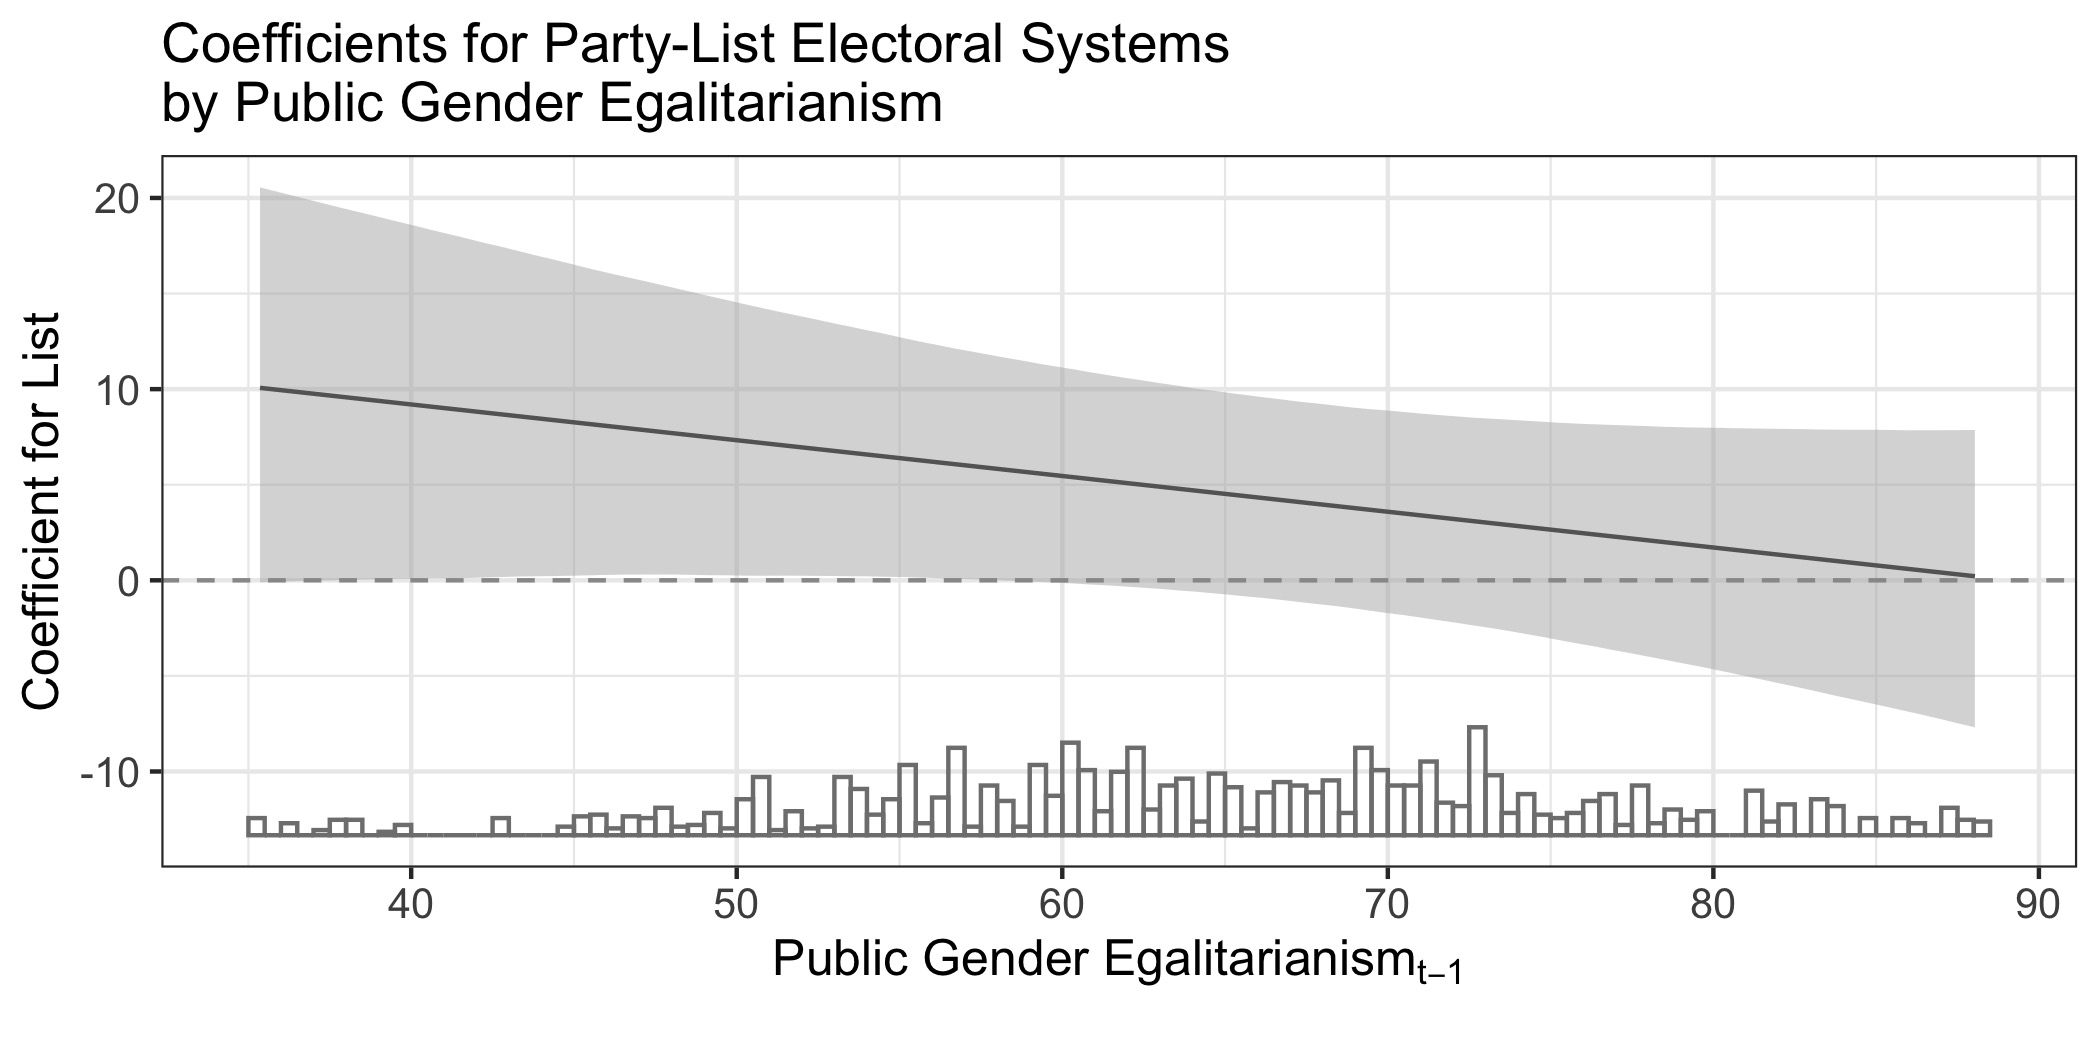 Coefficients for Party-List Electoral Systems
by Public Gender Egalitarianism
Coefficient for List
20
10
0
-10
40 50 60 70 80 90
Public Gender Egalitarianismt−1